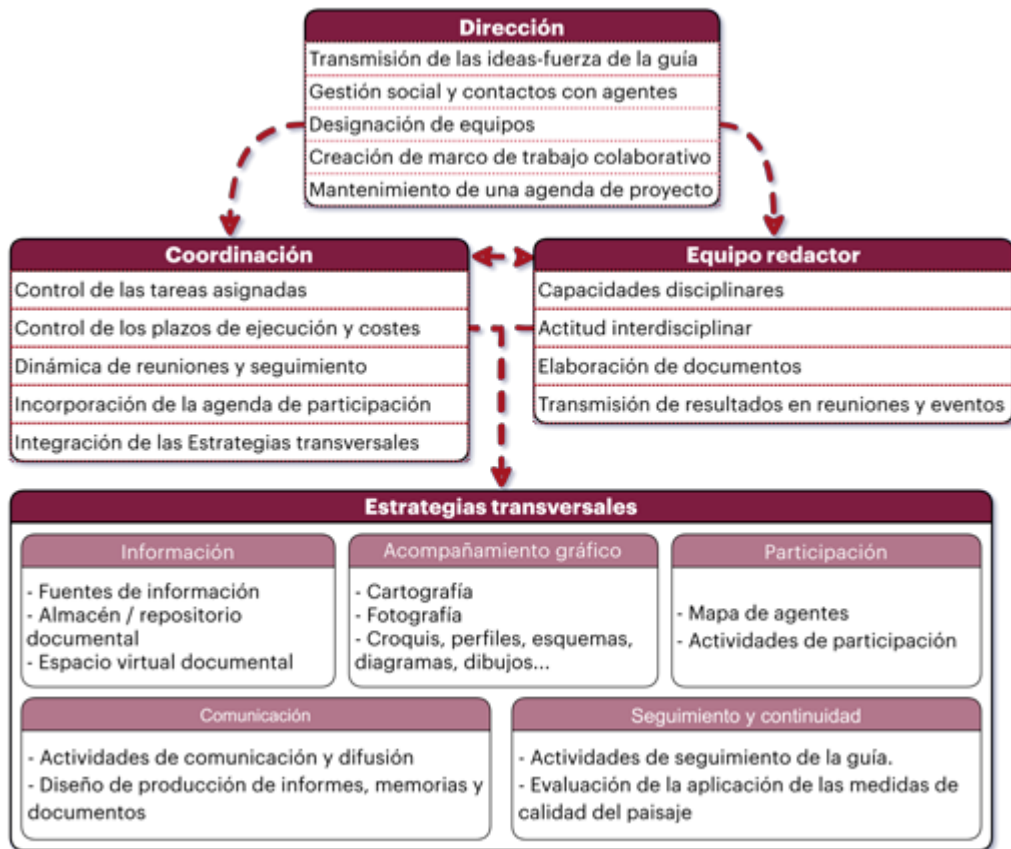 Dirección
Transmisión de las ideas-fuerza de la guía
Gestión social y contactos con agentes
Designación de equipos
Creación de marco de trabajo colaborativo
Mantenimiento de una agenda de proyecto
Coordinación
Control de las tareas asignadas
Control de los plazos de ejecución y costes
Dinámica de reuniones y seguimiento
Incorporación de la agenda de participación
Integración de las Estrategias transversales
Equipo redactor
Capacidades disciplinares
Actitud interdisciplinar
Elaboración de documentos
Transmisión de resultados en reuniones y eventos
Estrategias transversales
Información
- Fuentes de información
- Almacén / repositorio
documental
- Espacio virtual documental
Acompañamiento gráfico
- Cartografía
- Fotografía
- Croquis, perfiles, esquemas,
diagramas, dibujos...
Participación
- Mapa de agentes
- Actividades de participación
Comunicación
- Actividades de comunicación y difusión
- Diseño de producción de informes, memorias y
documentos
Seguimiento y continuidad
- Actividades de seguimiento de la guía.
- Evaluación de la aplicación de las medidas de
calidad del paisaje